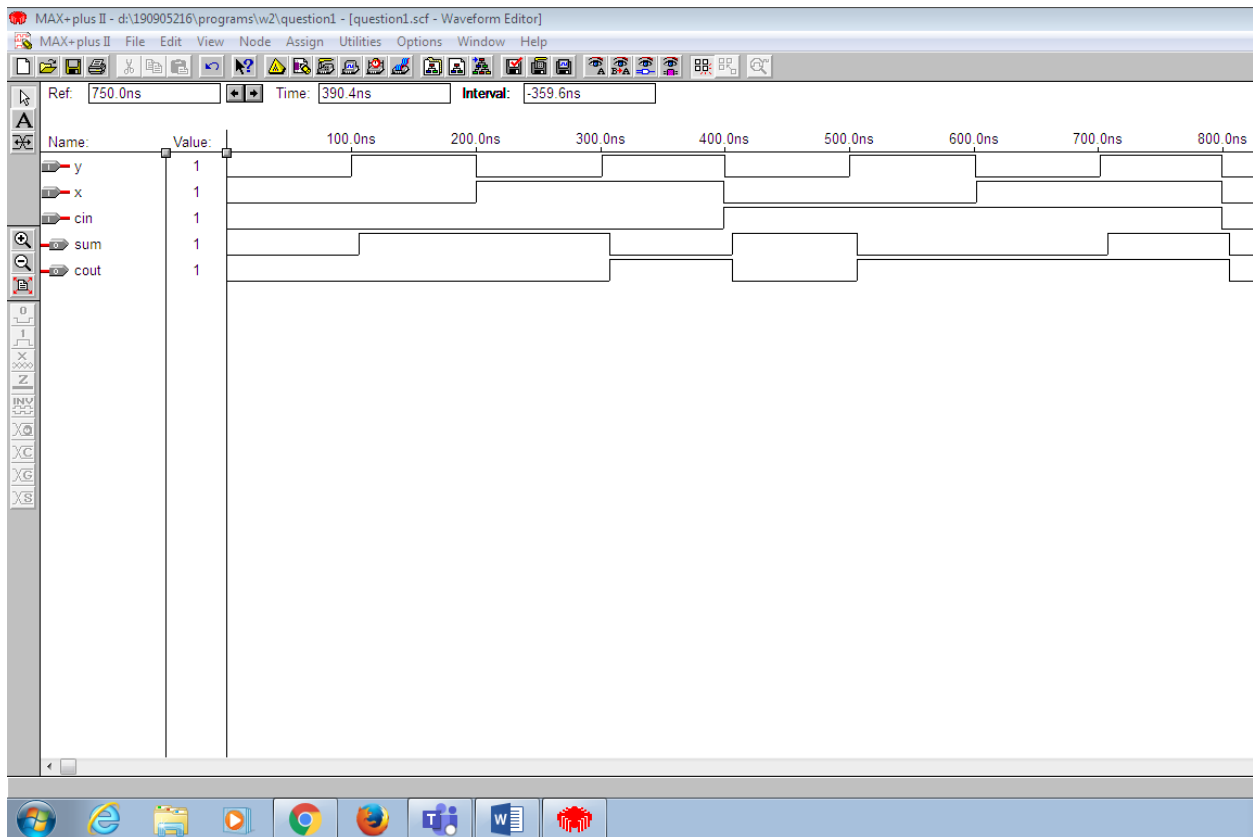 MAX+plus II - d:\190905216\programs\w2\question1 - [question1.scf - Waveform Editor]
MAX+plus II File Edit View Node Assign Utilities Options Window Help
Ref: 750.0ns Time: 390.4ns Interval: -359.6ns
Name: Value: 100.0ns 200.0ns 300.0ns 400.0ns 500.0ns 600.0ns 700.0ns 800.0ns
y 1
x 1
cin 1
sum 1
cout 1